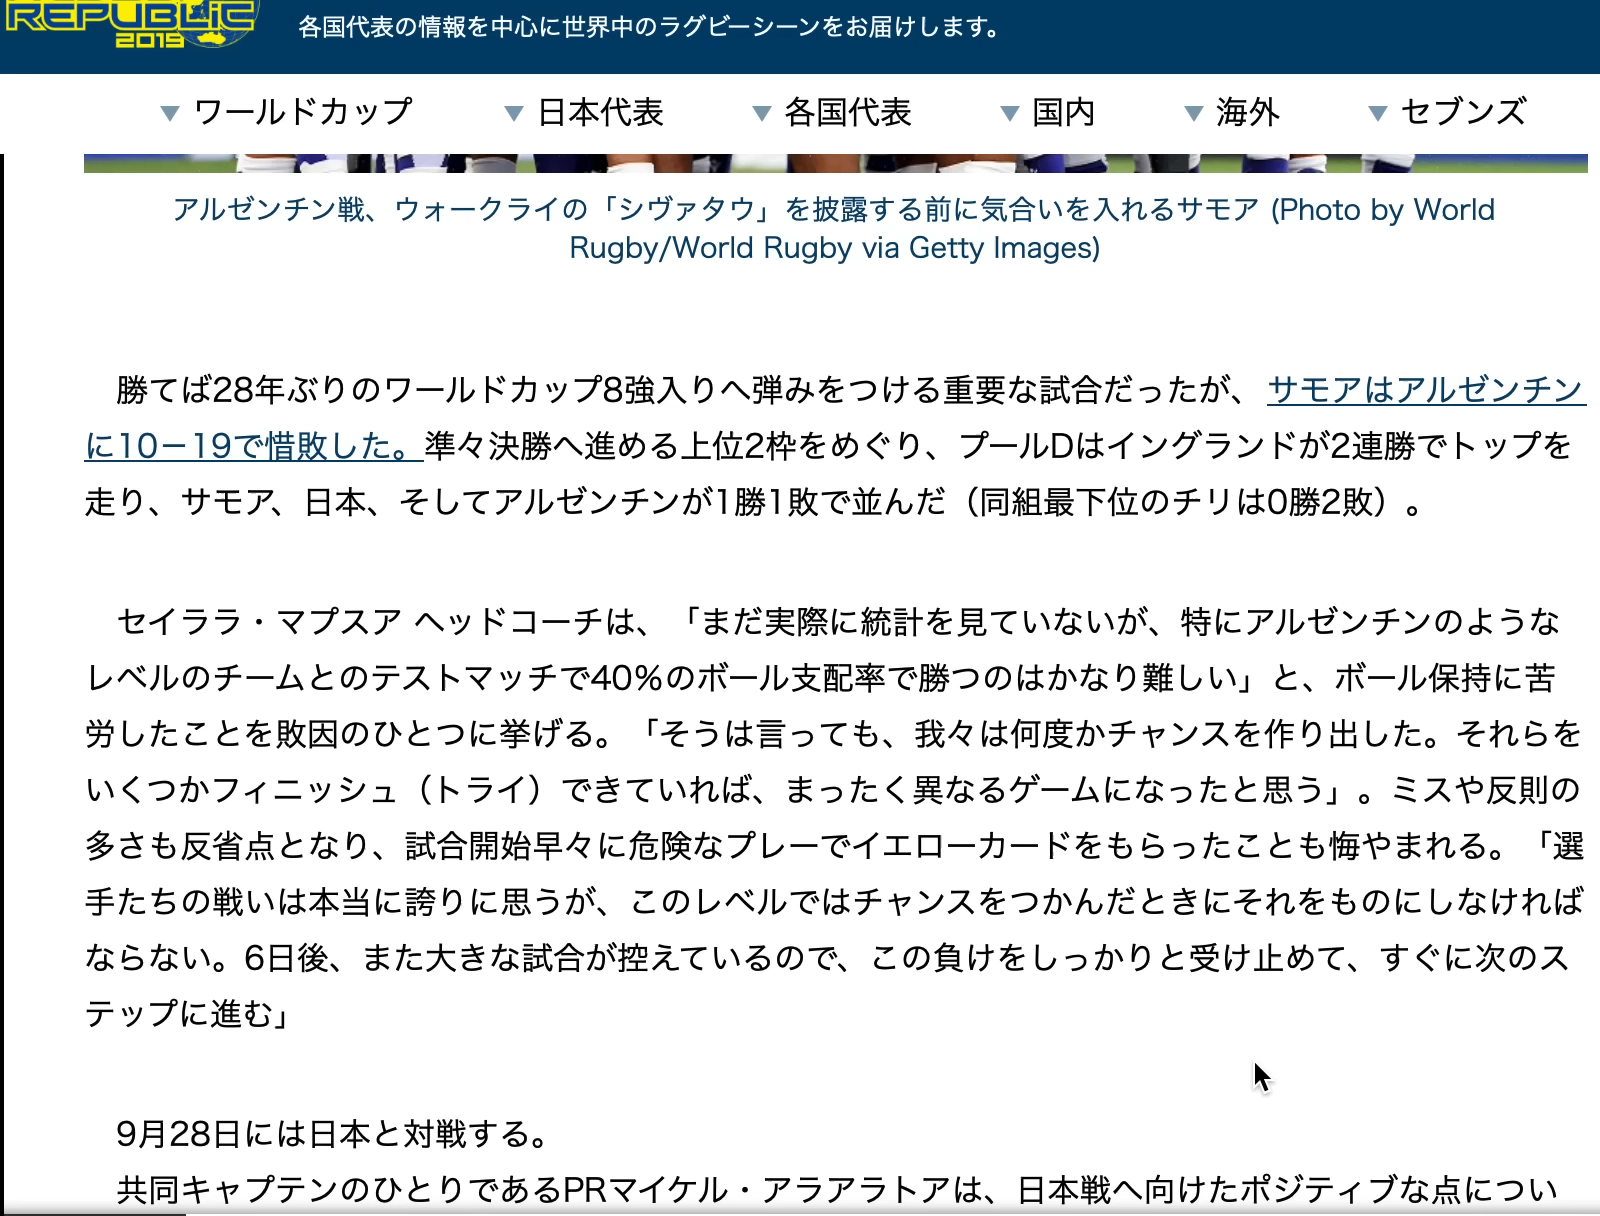 REPUBLIC
2019
各国代表の情報を中心に世界中のラグビーシーンをお届けします。
▼ ワールドカップ ▼ 日本代表 ▼ 各国代表 ▼ 国内 ▼ 海外 ▼ セブンズ
アルゼンチン戦、ウォークライの「シヴァタウ」を披露する前に気合いを入れるサモア (Photo by World
Rugby/World Rugby via Getty Images)
勝てば28年ぶりのワールドカップ8強入りへ弾みをつける重要な試合だったが、サモアはアルゼンチン
に10－19で惜敗した。準々決勝へ進める上位2枠をめぐり、プールDはイングランドが2連勝でトップを
走り、サモア、日本、そしてアルゼンチンが1勝1敗で並んだ（同組最下位のチリは0勝2敗）。
セイララ・マプスア ヘッドコーチは、「まだ実際に統計を見ていないが、特にアルゼンチンのような
レベルのチームとのテストマッチで40％のボール支配率で勝つのはかなり難しい」と、ボール保持に苦
労したことを敗因のひとつに挙げる。「そうは言っても、我々は何度かチャンスを作り出した。それらを
いくつかフィニッシュ（トライ）できていれば、まったく異なるゲームになったと思う」。ミスや反則の
多さも反省点となり、試合開始早々に危険なプレーでイエローカードをもらったことも悔やまれる。「選
手たちの戦いは本当に誇りに思うが、このレベルではチャンスをつかんだときにそれをものにしなければ
ならない。6日後、また大きな試合が控えているので、この負けをしっかりと受け止めて、すぐに次のス
テップに進む」
9月28日には日本と対戦する。
共同キャプテンのひとりであるPRマイケル・アラアラトアは、日本戦へ向けたポジティブな点につい